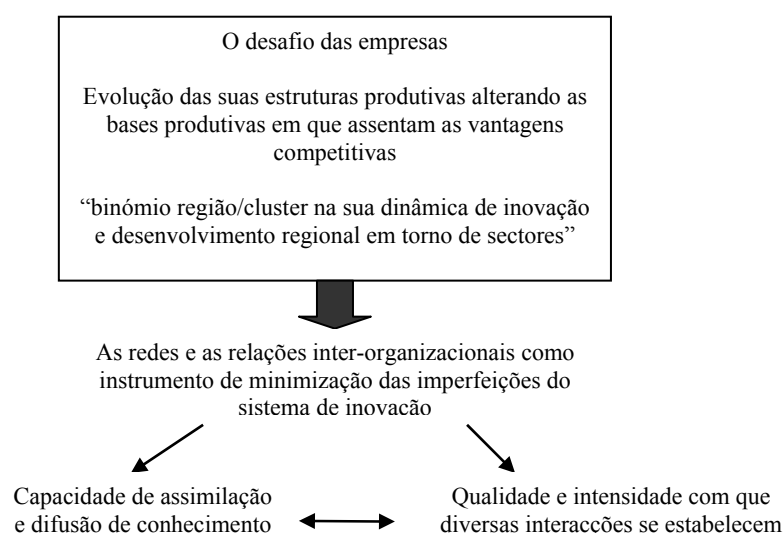 O desafio das empresas
Evolução das suas estruturas produtivas alterando as
bases produtivas em que assentam as vantagens
competitivas
“binómio região/cluster na sua dinâmica de inovação
e desenvolvimento regional em torno de sectores”
As redes e as relações inter-organizacionais como
instrumento de minimização das imperfeições do
sistema de inovacão
Capacidade de assimilação
e difusão de conhecimento
Qualidade e intensidade com que
diversas interacções se estabelecem